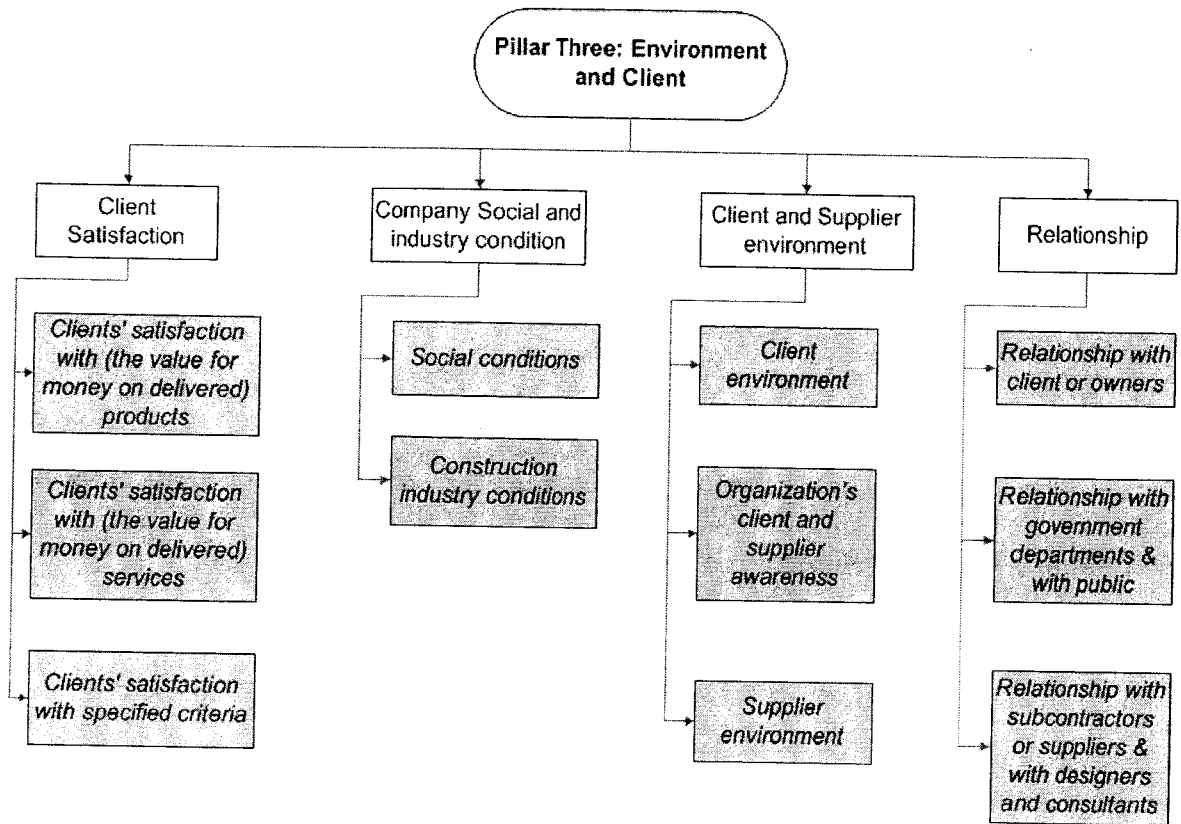 Pillar Three: Environment
and Client
Client
Satisfaction
Company Social and
industry condition
Client and Supplier
environment
Relationship
Clients' satisfaction
with (the value for
money on delivered)
products
Clients' satisfaction
with (the value for
money on delivered)
services
Clients' satisfaction
with specified criteria
Social conditions
Construction
industry conditions
Client
environment
Organization's
client and
supplier
awareness
Supplier
environment
Relationship with
client or owners
Relationship with
government
departments &
with public
Relationship with
subcontractors
or suppliers &
with designers
and consultants